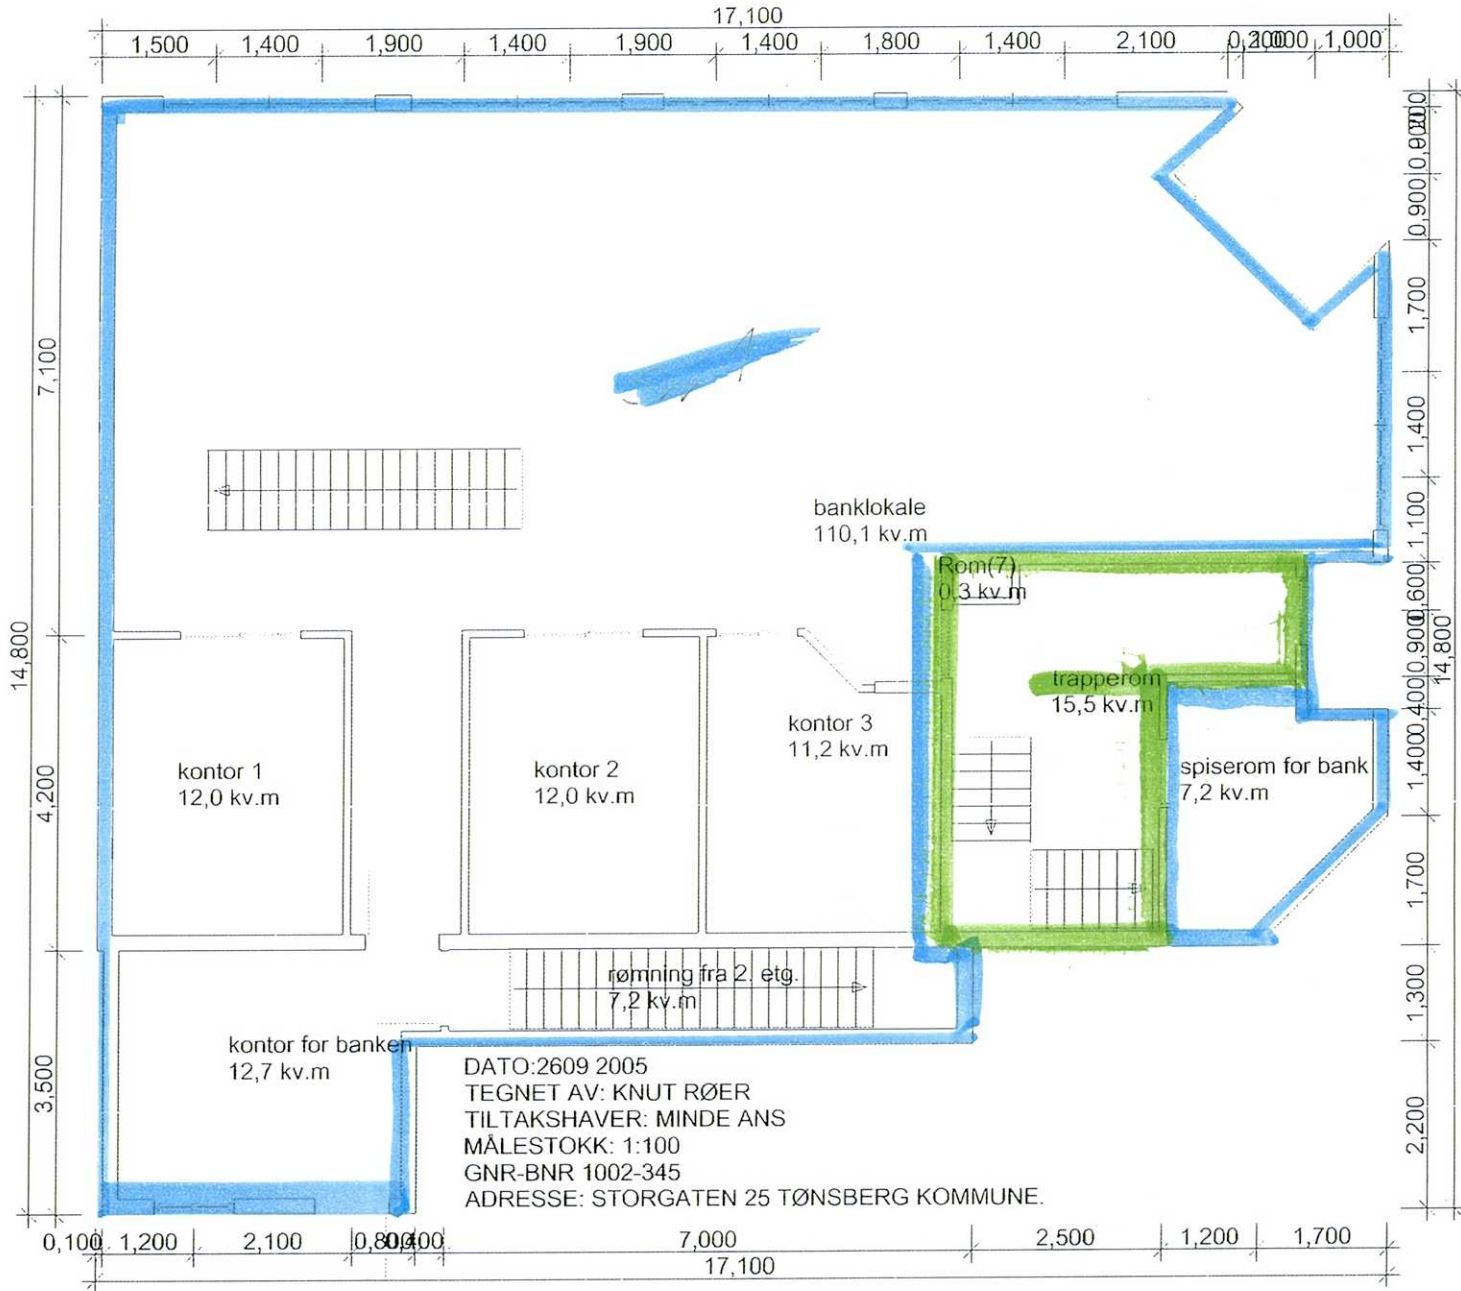 17,100
1,500 1,400 1,900 1,400 1,900 1,400 1,800 1,400 2,100 1,000
0,900
0,900
1,700
1,400
1,100
0,600
0,900
0,400
1,400
1,700
1,300
2,200
14,800
7,100
4,200
3,500
14,800
banklokale
110,1 kv.m
Rom(7)
0,3 kv.m
trapperom
15,5 kv.m
kontor 3
11,2 kv.m
kontor 1
12,0 kv.m
kontor 2
12,0 kv.m
spiserom for bank
7,2 kv.m
rømning fra 2. etg.
7,2 kv.m
kontor for banken
12,7 kv.m
DATO:2609 2005
TEGNET AV: KNUT RØER
TILTAKSHAVER: MINDE ANS
MÅLESTOKK: 1:100
GNR-BNR 1002-345
ADRESSE: STORGATEN 25 TØNSBERG KOMMUNE.
0,100 1,200 2,100 7,000 2,500 1,200 1,700
17,100